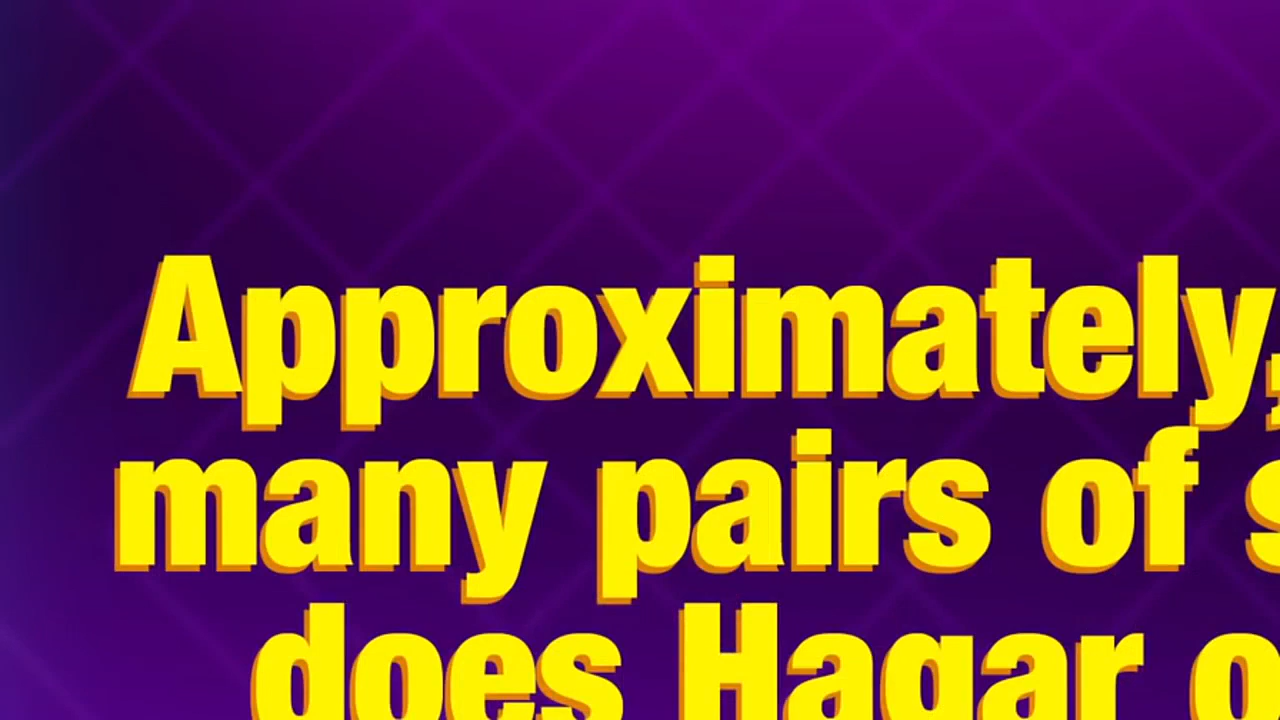 Approximately,
many pairs of
does Hagar